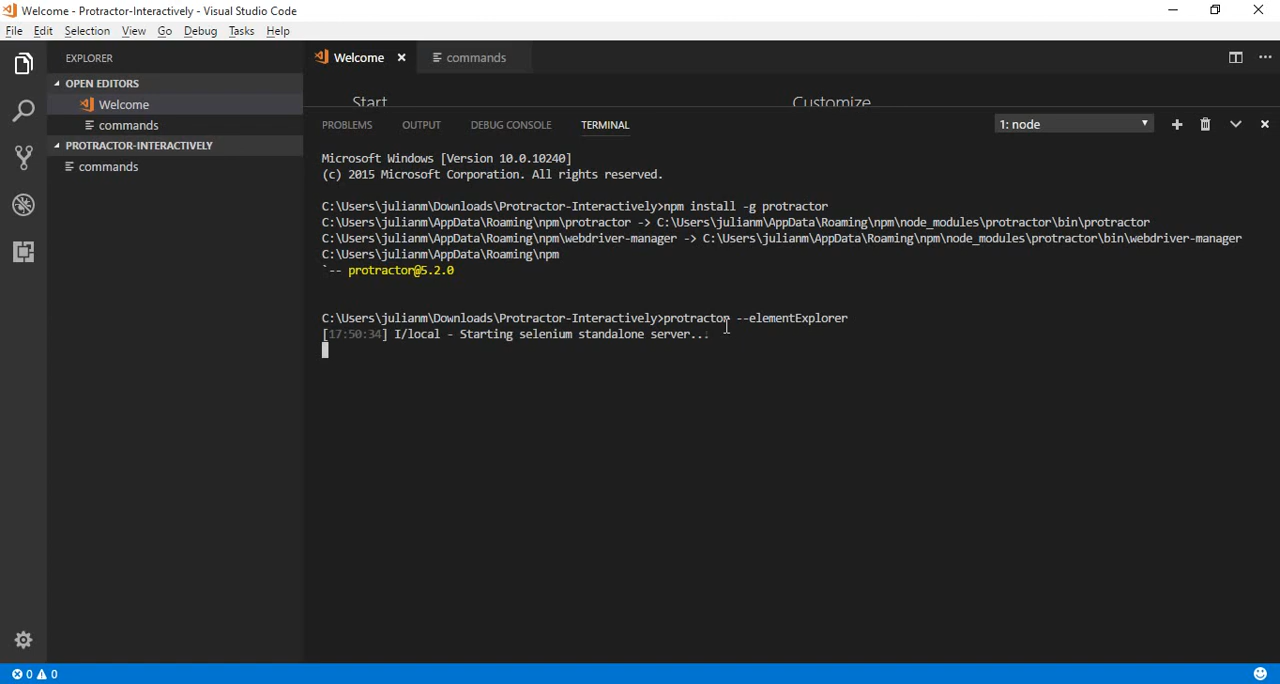 Welcome - Protractor-Interactively - Visual Studio Code
File Edit Selection View Go Debug Tasks Help
EXPLORER
OPEN EDITORS
Welcome
commands
PROTRACTOR-INTERACTIVELY
commands
Welcome
commands
Start
Customize
PROBLEMS OUTPUT DEBUG CONSOLE TERMINAL
1: node
Microsoft Windows [Version 10.0.10240]
(c) 2015 Microsoft Corporation. All rights reserved.
C:\Users\julianm\Downloads\Protractor-Interactively>npm install -g protractor
C:\Users\julianm\AppData\Roaming\npm\protractor -> C:\Users\julianm\AppData\Roaming\npm\node_modules\protractor\bin\protractor
C:\Users\julianm\AppData\Roaming\npm\webdriver-manager -> C:\Users\julianm\AppData\Roaming\npm\node_modules\protractor\bin\webdriver-manager
C:\Users\julianm\AppData\Roaming\npm
`-- protractor@5.2.0
C:\Users\julianm\Downloads\Protractor-Interactively>protractor --elementExplorer
[17:50:34] I/local - Starting selenium standalone server...
0 0